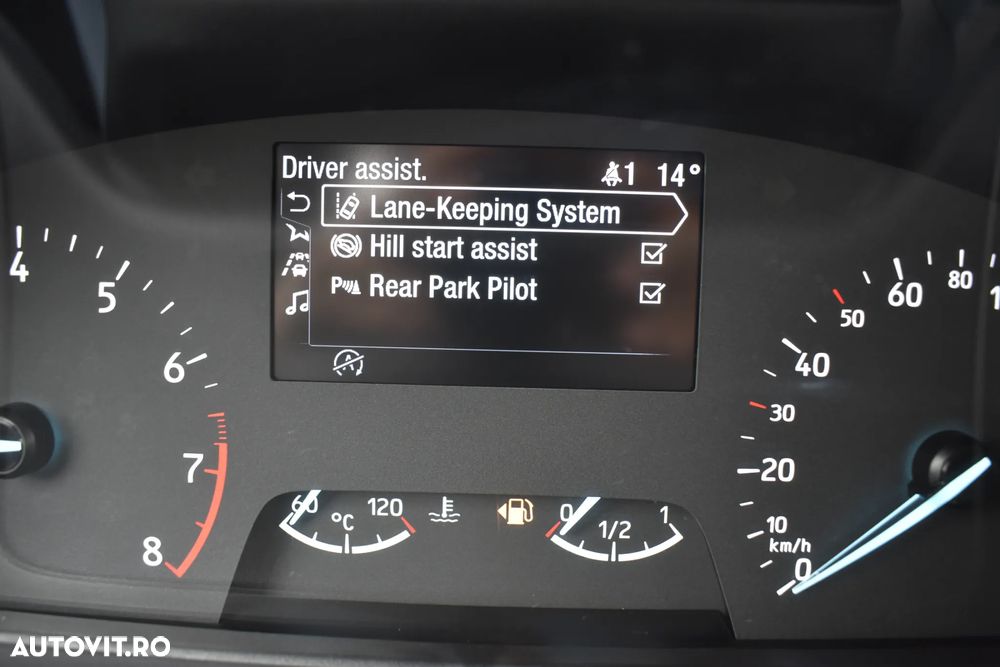 Driver assist. 1 14°
Lane-Keeping System
Hill start assist
P Rear Park Pilot
A
4
5
6
7
8
60 °C 120
0 1/2 1
0
10
20
30
40
50
60
80
km/h
AUTOVIT.RO